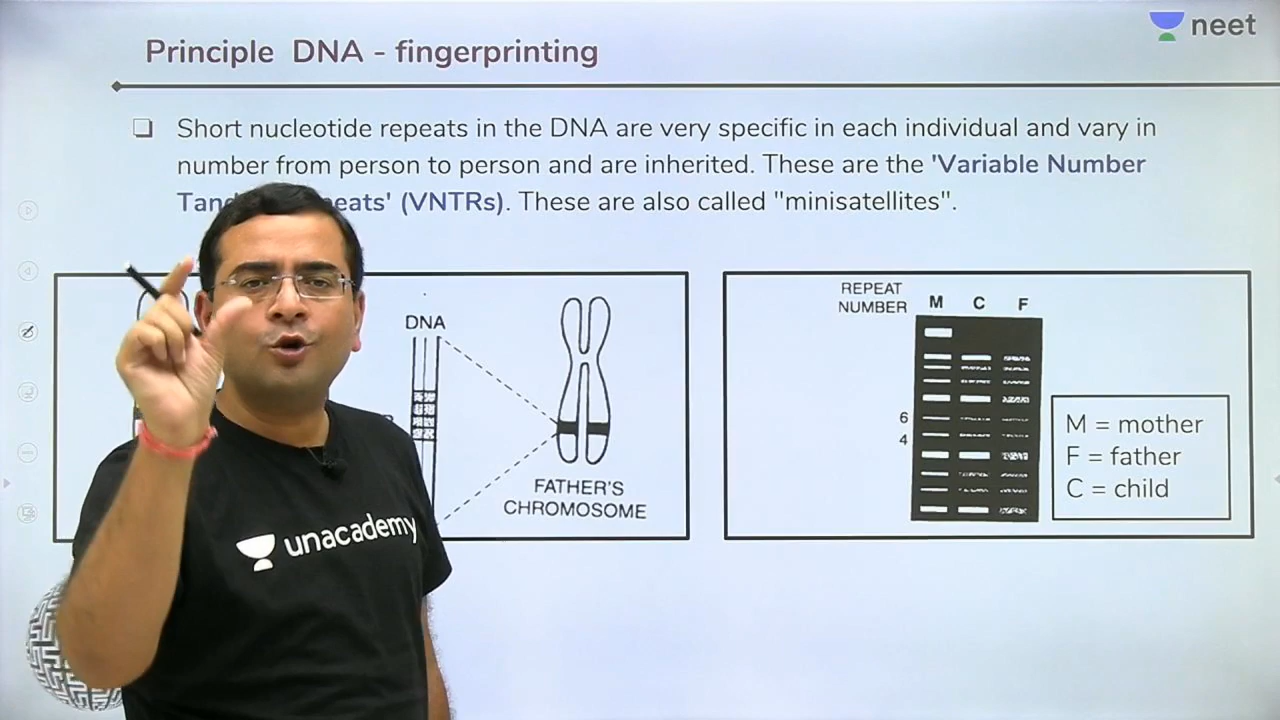 neet
Principle DNA - fingerprinting
❑ Short nucleotide repeats in the DNA are very specific in each individual and vary in
number from person to person and are inherited. These are the 'Variable Number
eats' (VNTRs). These are also called "minisatellites".
DNA
FATHER'S
CHROMOSOME
REPEAT
NUMBER
M C F
6
4
M = mother
F = father
C = child
unacademy